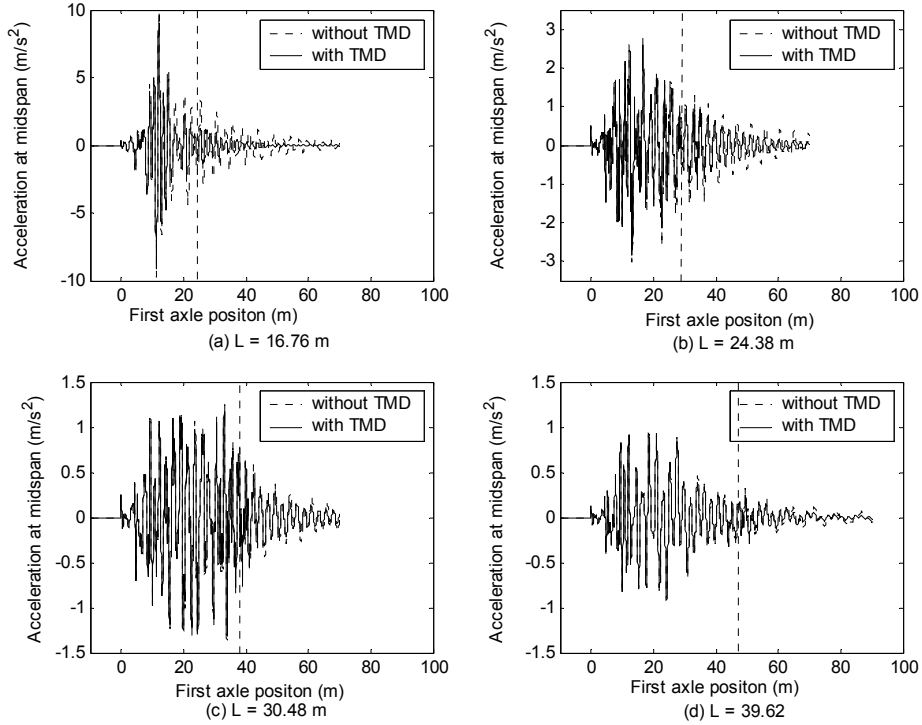 10
5
0
-5
-10
0 20 40 60 80 100
Acceleration at midspan (m/s²)
First axle positon (m)
without TMD
with TMD
(a) L = 16.76 m
3
2
1
0
-1
-2
-3
0 20 40 60 80 100
Acceleration at midspan (m/s²)
First axle positon (m)
without TMD
with TMD
(b) L = 24.38 m
1.5
1
0.5
0
-0.5
-1
-1.5
0 20 40 60 80 100
Acceleration at midspan (m/s²)
First axle positon (m)
without TMD
with TMD
(c) L = 30.48 m
1.5
1
0.5
0
-0.5
-1
-1.5
0 20 40 60 80 100
Acceleration at midspan (m/s²)
First axle positon (m)
without TMD
with TMD
(d) L = 39.62